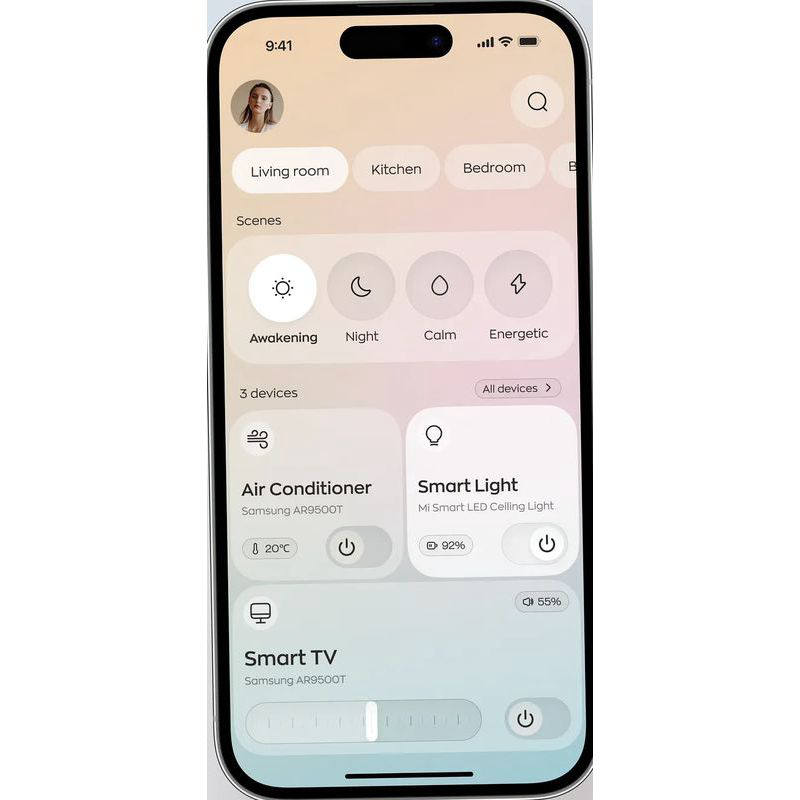 9:41
Living room Kitchen Bedroom B
Scenes
Awakening Night Calm Energetic
3 devices All devices
Air Conditioner
Samsung AR9500T
20°C
Smart Light
Mi Smart LED Ceiling Light
92%
55%
Smart TV
Samsung AR9500T